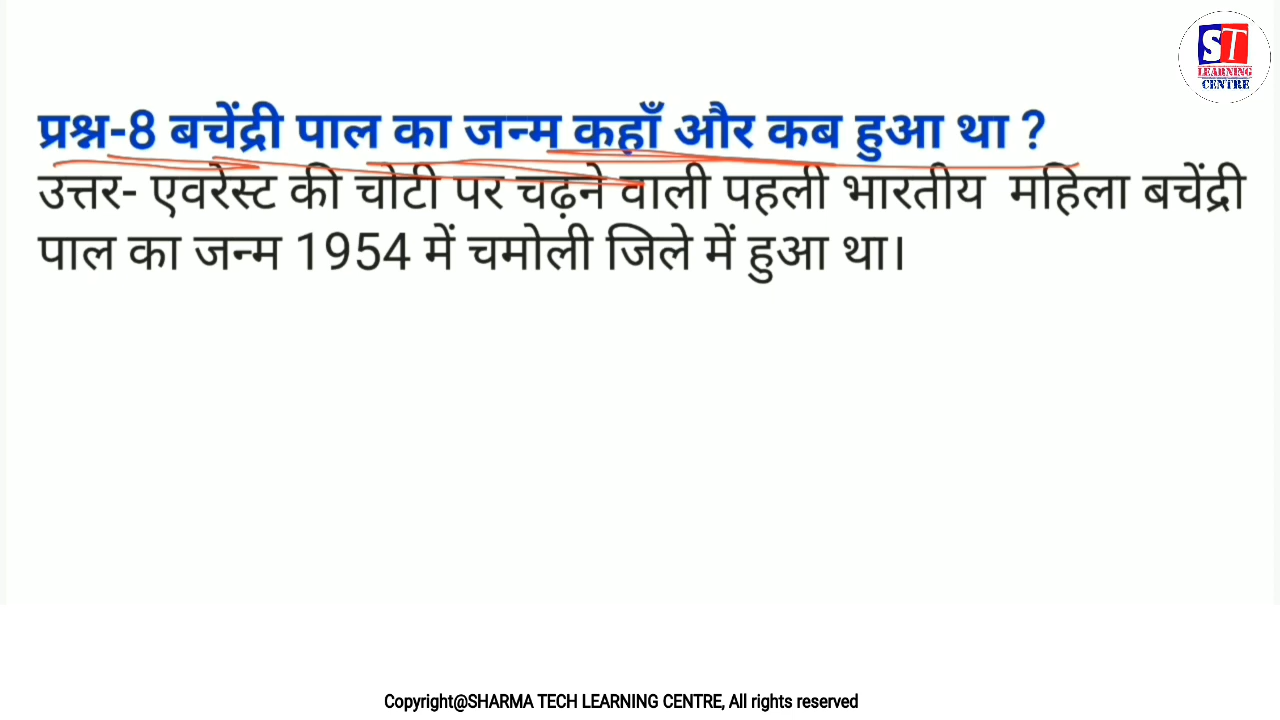 ST
LEARNING
CENTRE
प्रश्न-8 बचेंद्री पाल का जन्म कहाँ और कब हुआ था ?
उत्तर- एवरेस्ट की चोटी पर चढ़ने वाली पहली भारतीय महिला बचेंद्री
पाल का जन्म 1954 में चमोली जिले में हुआ था।
Copyright@SHARMA TECH LEARNING CENTRE, All rights reserved